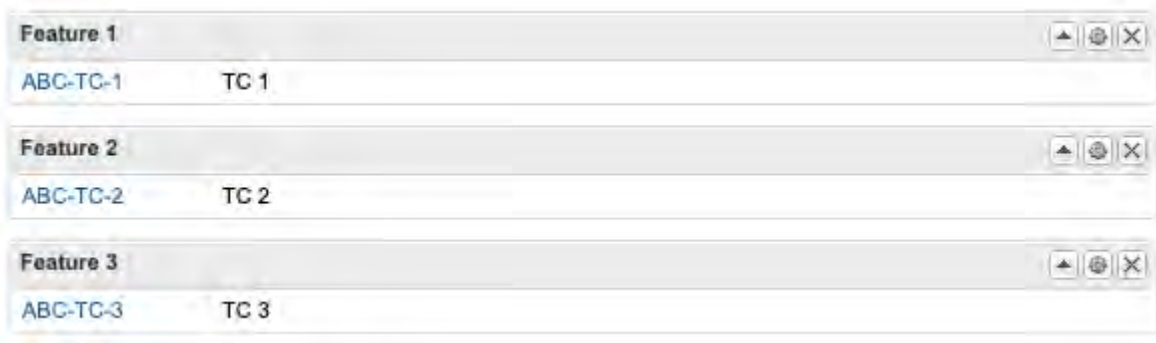 Feature 1
ABC-TC-1 TC 1
Feature 2
ABC-TC-2 TC 2
Feature 3
ABC-TC-3 TC 3